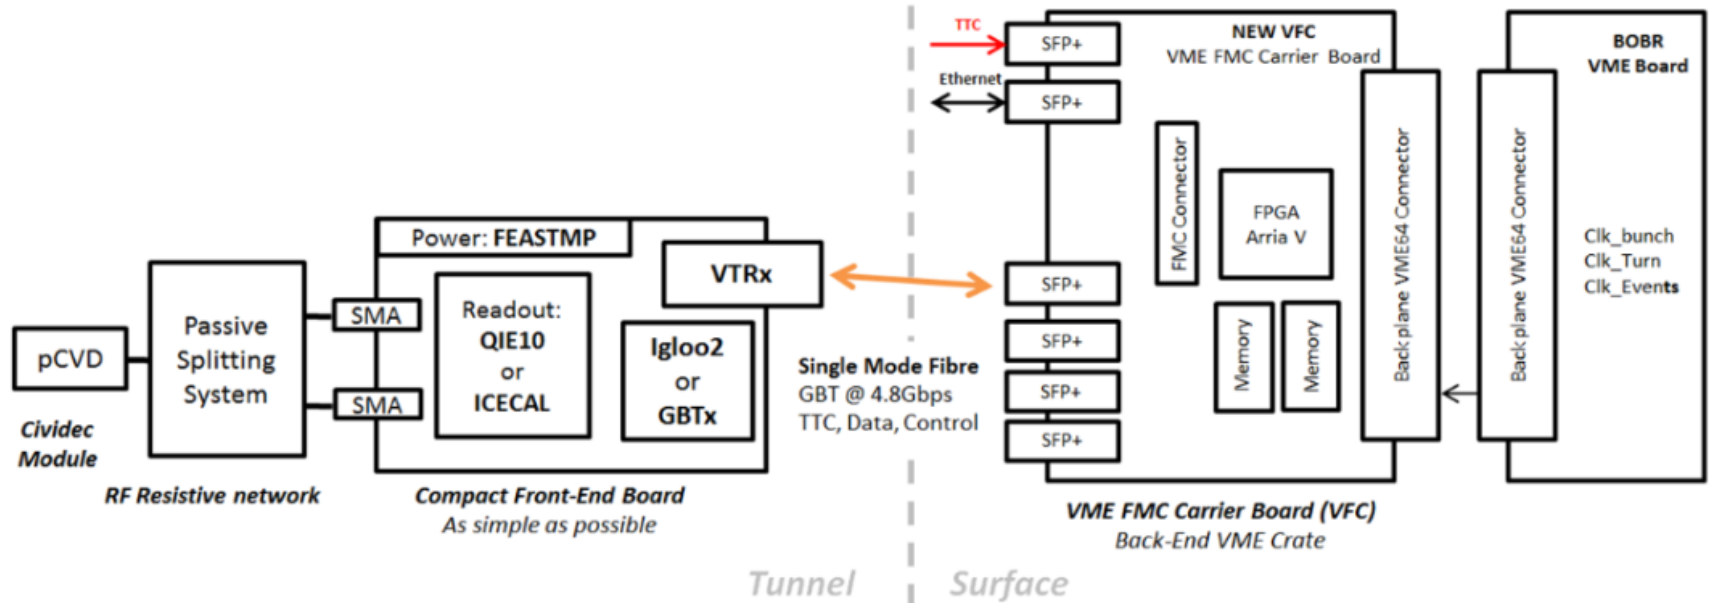 pCVD
Cividec
Module
Passive
Splitting
System
RF Resistive network
SMA
SMA
Power: FEASTMP
Readout:
QIE10
or
ICECAL
VTRx
Igloo2
or
GBTx
Compact Front-End Board
As simple as possible
Single Mode Fibre
GBT @ 4.8Gbps
TTC, Data, Control
Tunnel
Surface
TTC
Ethernet
SFP+
SFP+
SFP+
SFP+
SFP+
SFP+
NEW VFC
VME FMC Carrier Board
FMC Connector
FPGA
Arria V
Memory
Memory
Back plane VME64 Connector
VME FMC Carrier Board (VFC)
Back-End VME Crate
Back plane VME64 Connector
BOBR
VME Board
Clk_bunch
Clk_Turn
Clk_Events